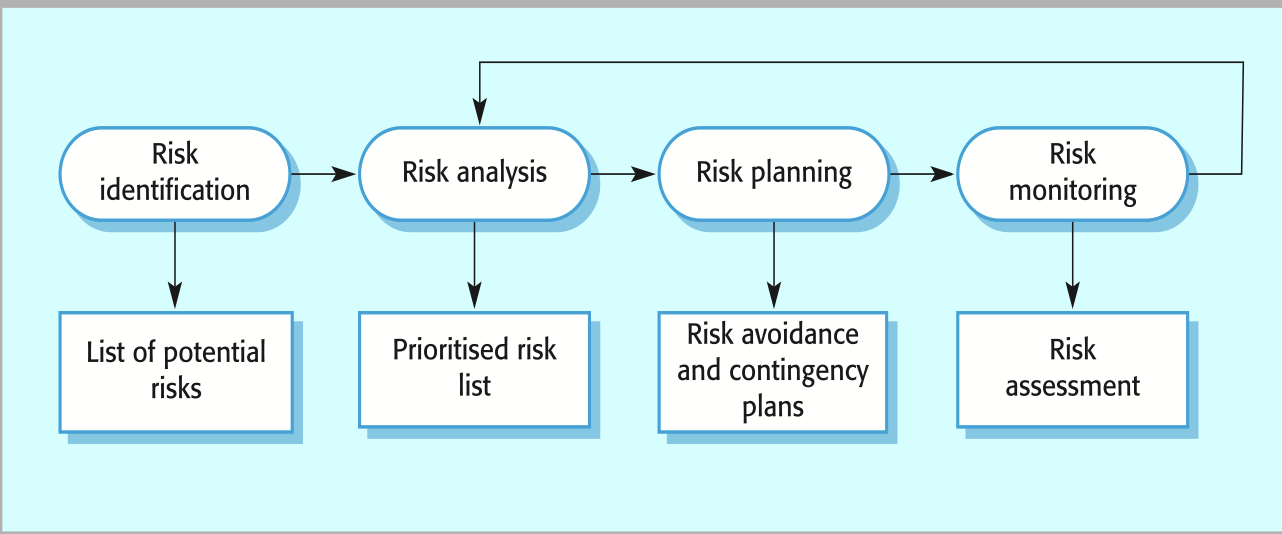 Risk
identification
Risk analysis
Risk planning
Risk
monitoring
List of potential
risks
Prioritised risk
list
Risk avoidance
and contingency
plans
Risk
assessment